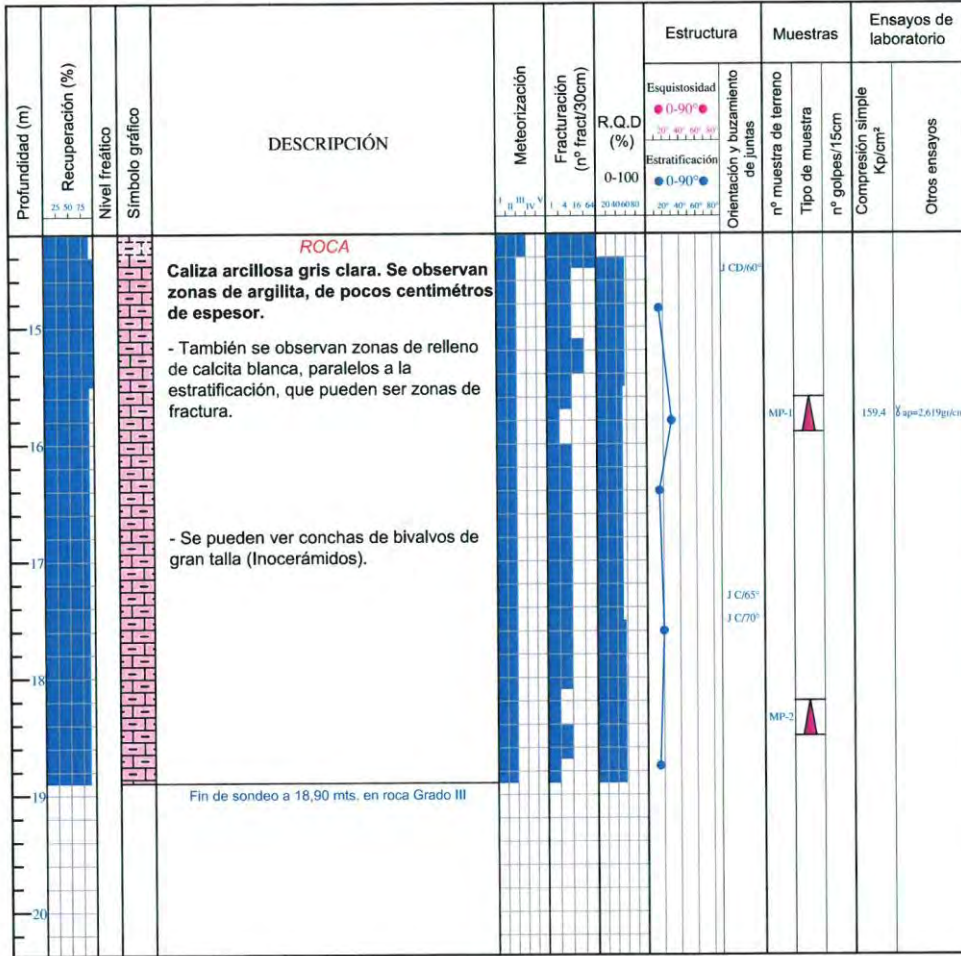 Estructura
Muestras
Ensayos de
laboratorio
Profundidad (m)
Recuperación (%)
25 50 75
Nivel freático
Símbolo gráfico
DESCRIPCIÓN
Meteorización
I II III IV V
Fracturación
(nº fract/30cm)
1 4 16 64
R.Q.D
(%)
0-100
20 40 60 80
Esquistosidad
0-90°
20° 40° 60° 80°
Estratificación
0-90°
20° 40° 60° 80°
Orientación y buzamiento
de juntas
nº muestra de terreno
Tipo de muestra
nº golpes/15cm
Compresión simple
Kp/cm²
Otros ensayos
ROCA
Caliza arcillosa gris clara. Se observan
zonas de argilita, de pocos centimétros
de espesor.
J CD/60°
15
- También se observan zonas de relleno
de calcita blanca, paralelos a la
estratificación, que pueden ser zonas de
fractura.
MP-1
159.4
ap=2,619gr/cm
16
- Se pueden ver conchas de bivalvos de
gran talla (Inocerámidos).
17
J C/65°
J C/70°
18
MP-2
19
Fin de sondeo a 18,90 mts. en roca Grado III
20